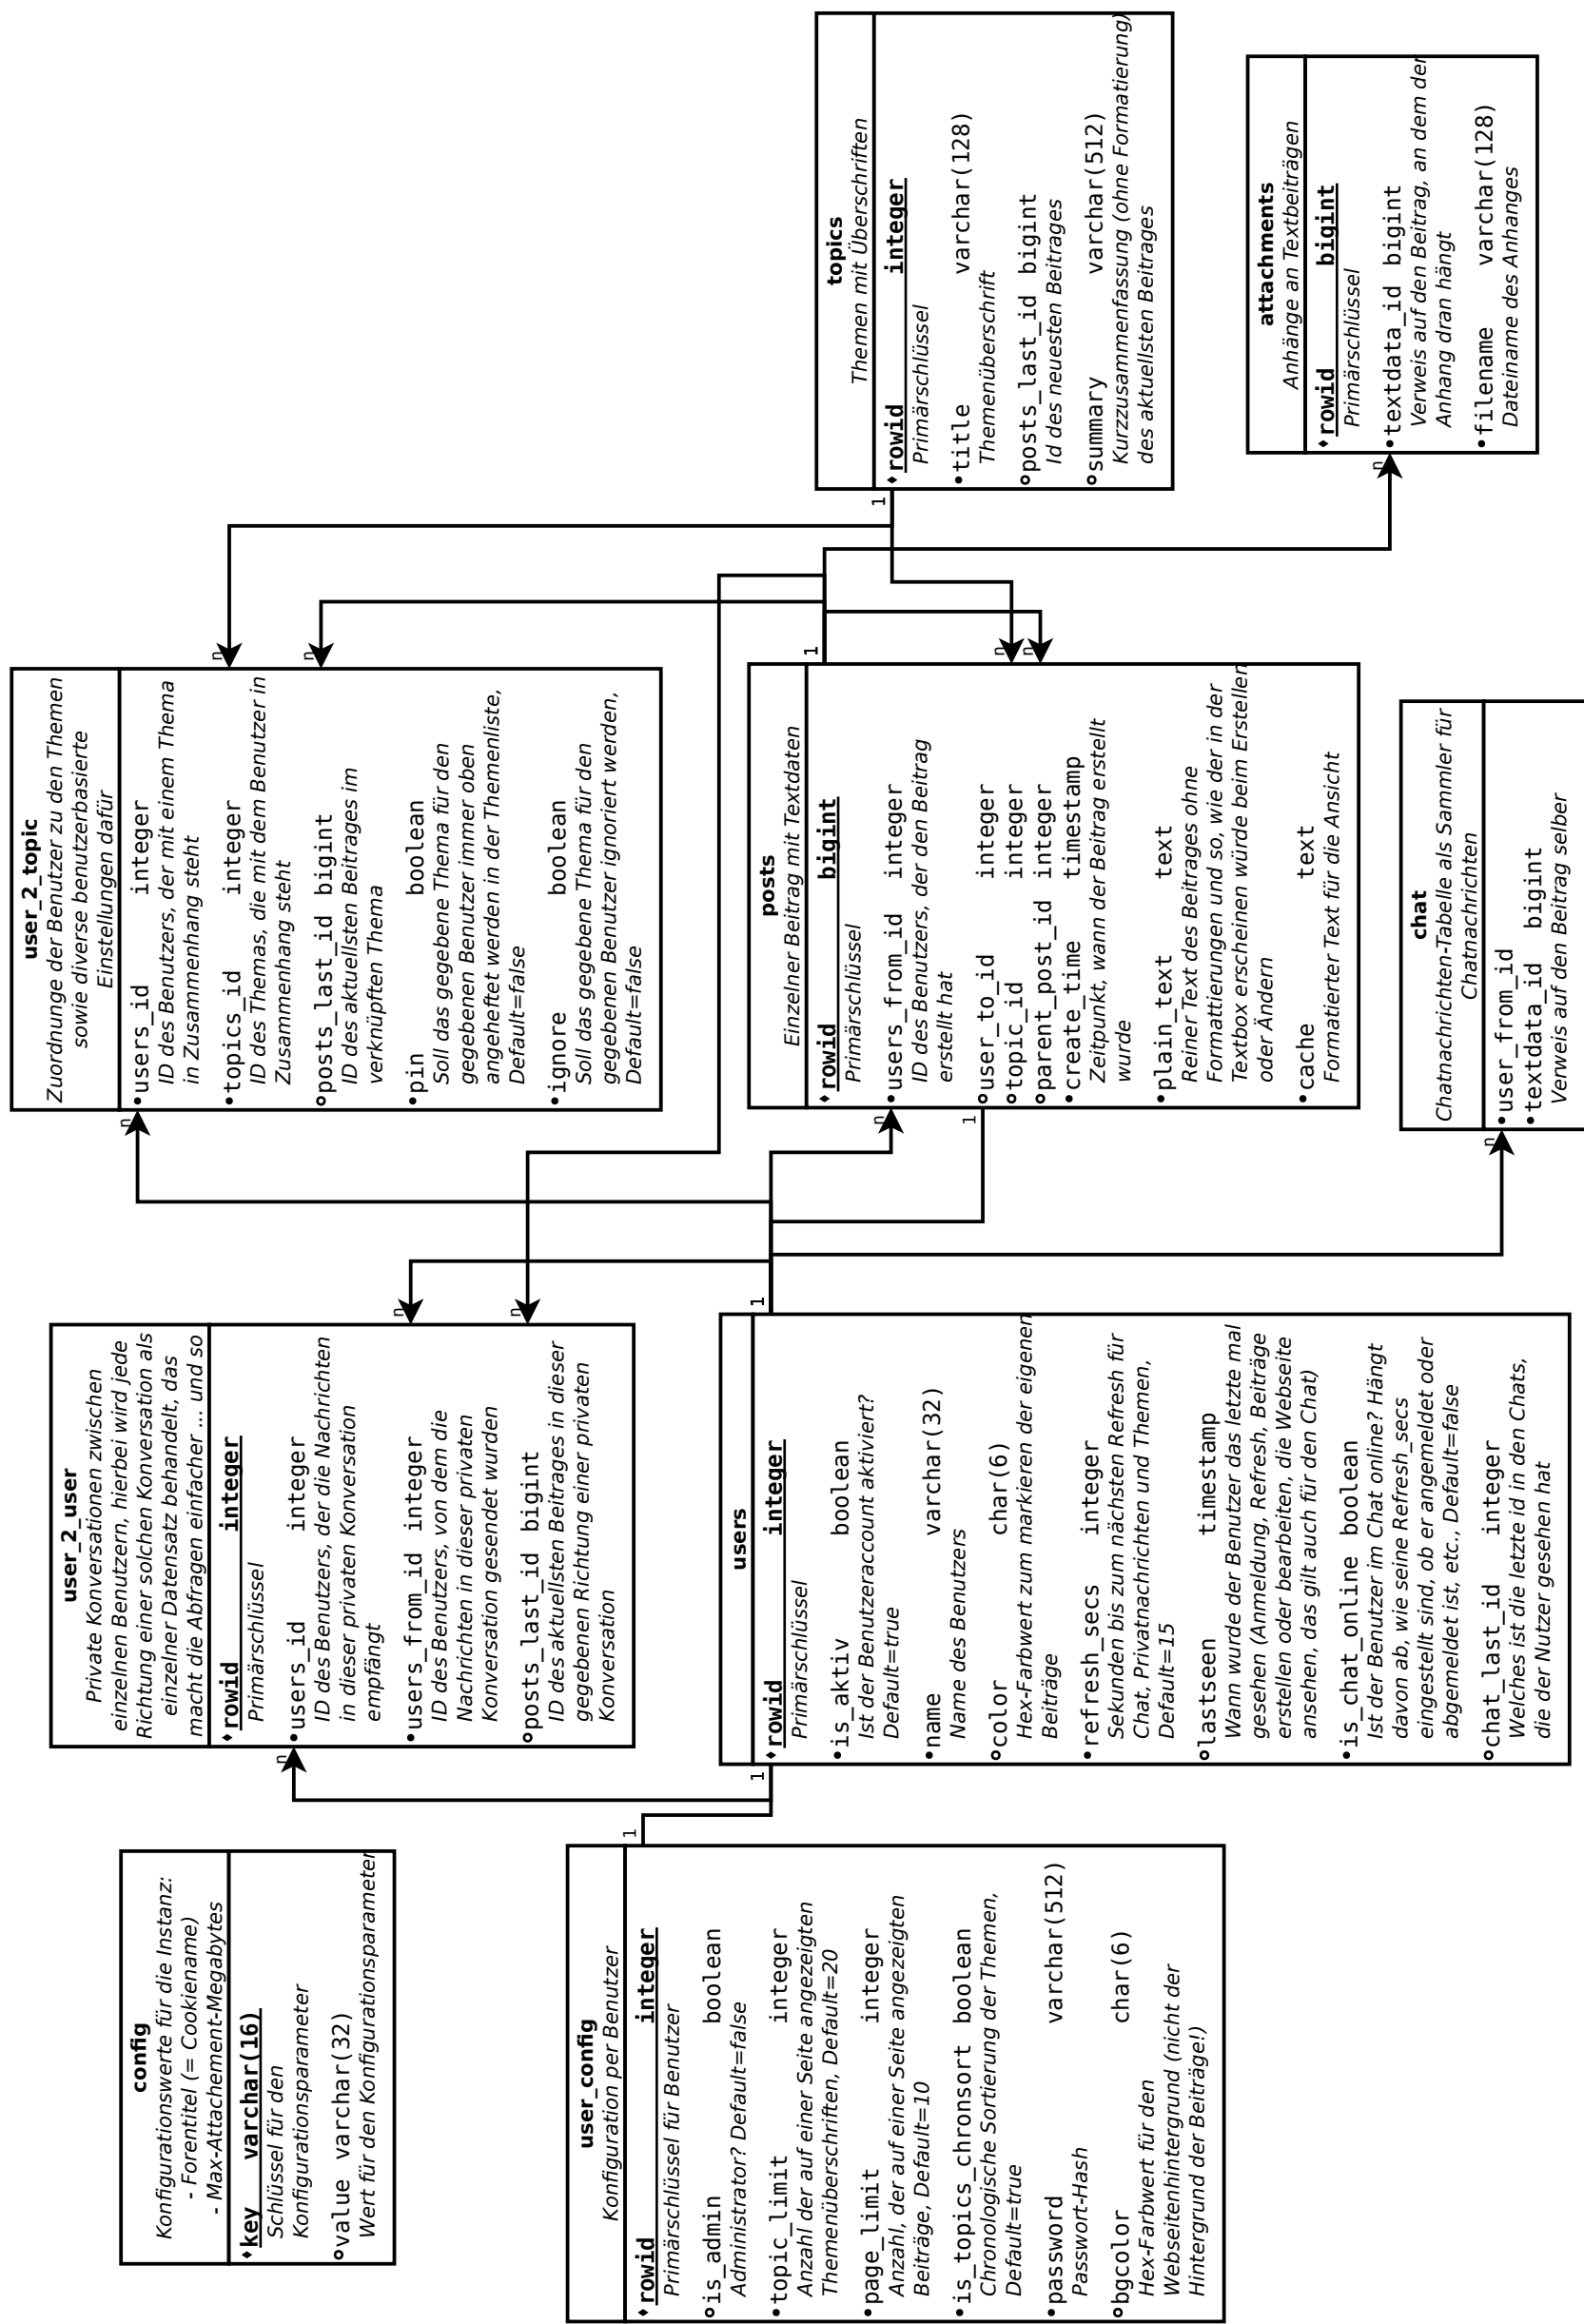 config
Konfigurationswerte für die Instanz:
- Forentitel (= Cookiename)
- Max-Attachement-Megabytes
key varchar(16)
Schlüssel für den
Konfigurationsparameter
value varchar(32)
Wert für den Konfigurationsparameter
user_2_user
Private Konversationen zwischen
einzelnen Benutzern, hierbei wird jede
Richtung einer solchen Konversation als
einzelner Datensatz behandelt, das
macht die Abfragen einfacher ... und so
rowid integer
Primärschlüssel
users_id integer
ID des Benutzers, der die Nachrichten
in dieser privaten Konversation
empfängt
users_from_id integer
ID des Benutzers, von dem die
Nachrichten in dieser privaten
Konversation gesendet wurden
posts_last_id bigint
ID des aktuellsten Beitrages in dieser
gegebenen Richtung einer privaten
Konversation
user_2_topic
Zuordnunge der Benutzer zu den Themen
sowie diverse benutzerbasierte
Einstellungen dafür
users_id integer
ID des Benutzers, der mit einem Thema
in Zusammenhang steht
topics_id integer
ID des Themas, die mit dem Benutzer in
Zusammenhang steht
posts_last_id bigint
ID des aktuellsten Beitrages im
verknüpften Thema
pin boolean
Soll das gegebene Thema für den
gegebenen Benutzer immer oben
angeheftet werden in der Themenliste,
Default=false
ignore boolean
Soll das gegebene Thema für den
gegebenen Benutzer ignoriert werden,
Default=false
user_config
Konfiguration per Benutzer
rowid integer
Primärschlüssel für Benutzer
is_admin boolean
Administrator? Default=false
topic_limit integer
Anzahl der auf einer Seite angezeigten
Themenüberschriften, Default=20
page_limit integer
Anzahl, der auf einer Seite angezeigten
Beiträge, Default=10
is_topics_chronsort boolean
Chronologische Sortierung der Themen,
Default=true
password varchar(512)
Passwort-Hash
bgcolor char(6)
Hex-Farbwert für den
Webseitenhintergrund (nicht der
Hintergrund der Beiträge!)
users
rowid integer
Primärschlüssel
is_aktiv boolean
Ist der Benutzeraccount aktiviert?
Default=true
name varchar(32)
Name des Benutzers
color char(6)
Hex-Farbwert zum markieren der eigenen
Beiträge
refresh_secs integer
Sekunden bis zum nächsten Refresh für
Chat, Privatnachrichten und Themen,
Default=15
lastseen timestamp
Wann wurde der Benutzer das letzte mal
gesehen (Anmeldung, Refresh, Beiträge
erstellen oder bearbeiten, die Webseite
ansehen, das gilt auch für den Chat)
is_chat_online boolean
Ist der Benutzer im Chat online? Hängt
davon ab, wie seine Refresh_secs
eingestellt sind, ob er angemeldet oder
abgemeldet ist, etc., Default=false
chat_last_id integer
Welches ist die letzte id in den Chats,
die der Nutzer gesehen hat
posts
Einzelner Beitrag mit Textdaten
rowid bigint
Primärschlüssel
users_from_id integer
ID des Benutzers, der den Beitrag
erstellt hat
user_to_id integer
topic_id integer
parent_post_id integer
create_time timestamp
Zeitpunkt, wann der Beitrag erstellt
wurde
plain_text text
Reiner Text des Beitrages ohne
Formattierungen und so, wie der in der
Textbox erscheinen würde beim Erstellen
oder Ändern
cache text
Formatierter Text für die Ansicht
topics
Themen mit Überschriften
rowid integer
Primärschlüssel
title varchar(128)
Themenüberschrift
posts_last_id bigint
Id des neuesten Beitrages
summary varchar(512)
Kurzzusammenfassung (ohne Formatierung)
des aktuellsten Beitrages
chat
Chatnachrichten-Tabelle als Sammler für
Chatnachrichten
user_from_id
textdata_id bigint
Verweis auf den Beitrag selber
attachments
Anhänge an Textbeiträgen
rowid bigint
Primärschlüssel
textdata_id bigint
Verweis auf den Beitrag, an dem der
Anhang dran hängt
filename varchar(128)
Dateiname des Anhanges
1
n
1
1
n
n
n
n
1
n
n
1
n
n
1
n
n